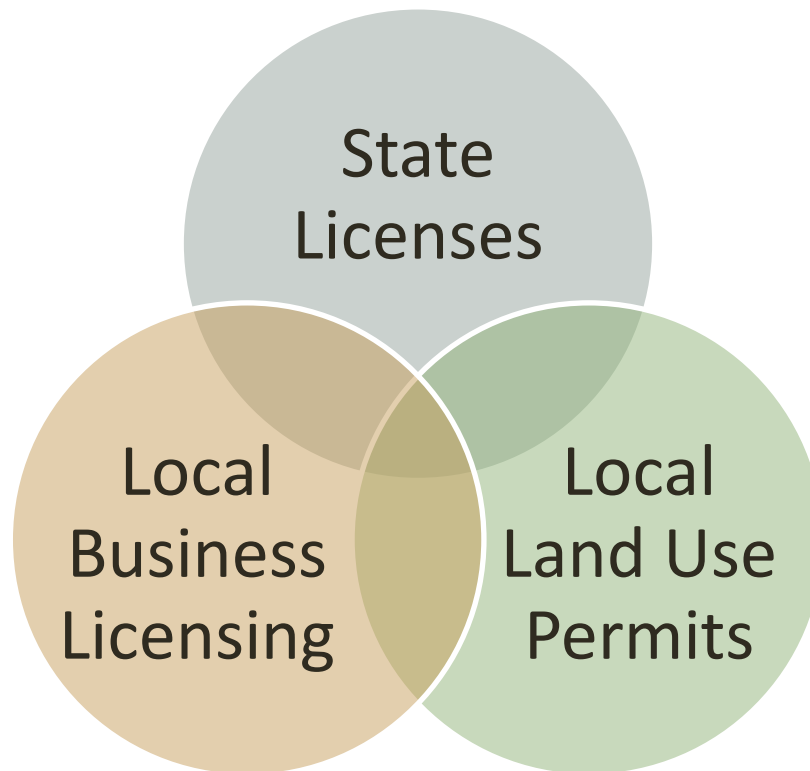 State
Licenses
Local
Business
Licensing
Local
Land Use
Permits